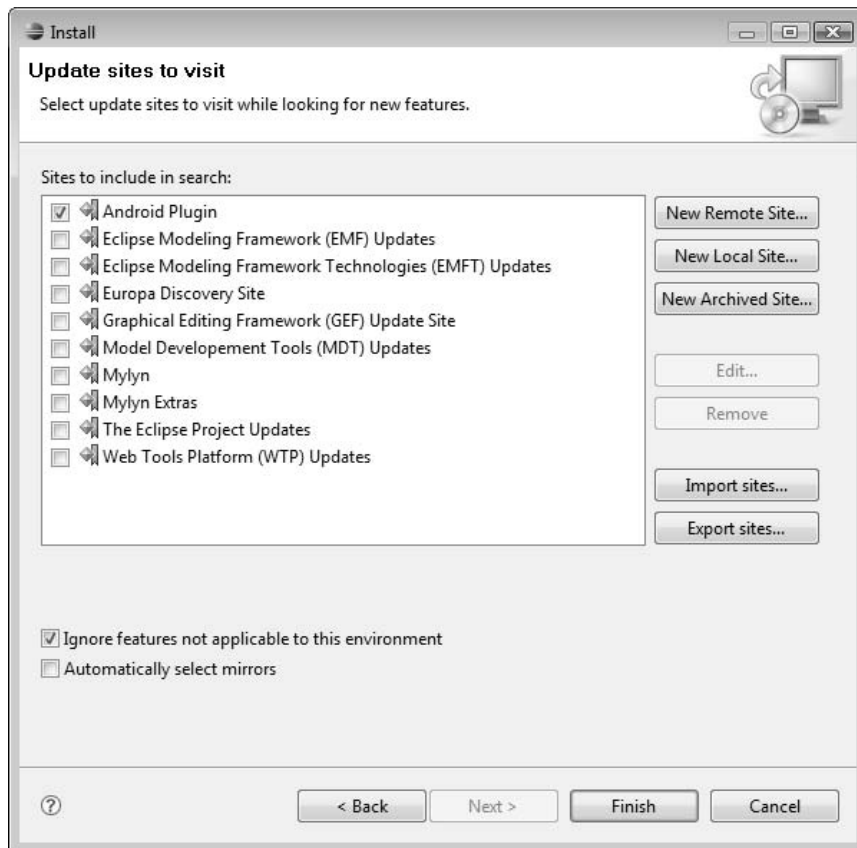 Install
Update sites to visit
Select update sites to visit while looking for new features.
Sites to include in search:
Android Plugin
Eclipse Modeling Framework (EMF) Updates
Eclipse Modeling Framework Technologies (EMFT) Updates
Europa Discovery Site
Graphical Editing Framework (GEF) Update Site
Model Developement Tools (MDT) Updates
Mylyn
Mylyn Extras
The Eclipse Project Updates
Web Tools Platform (WTP) Updates
New Remote Site...
New Local Site...
New Archived Site...
Edit...
Remove
Import sites...
Export sites...
Ignore features not applicable to this environment
Automatically select mirrors
?
< Back
Next >
Finish
Cancel